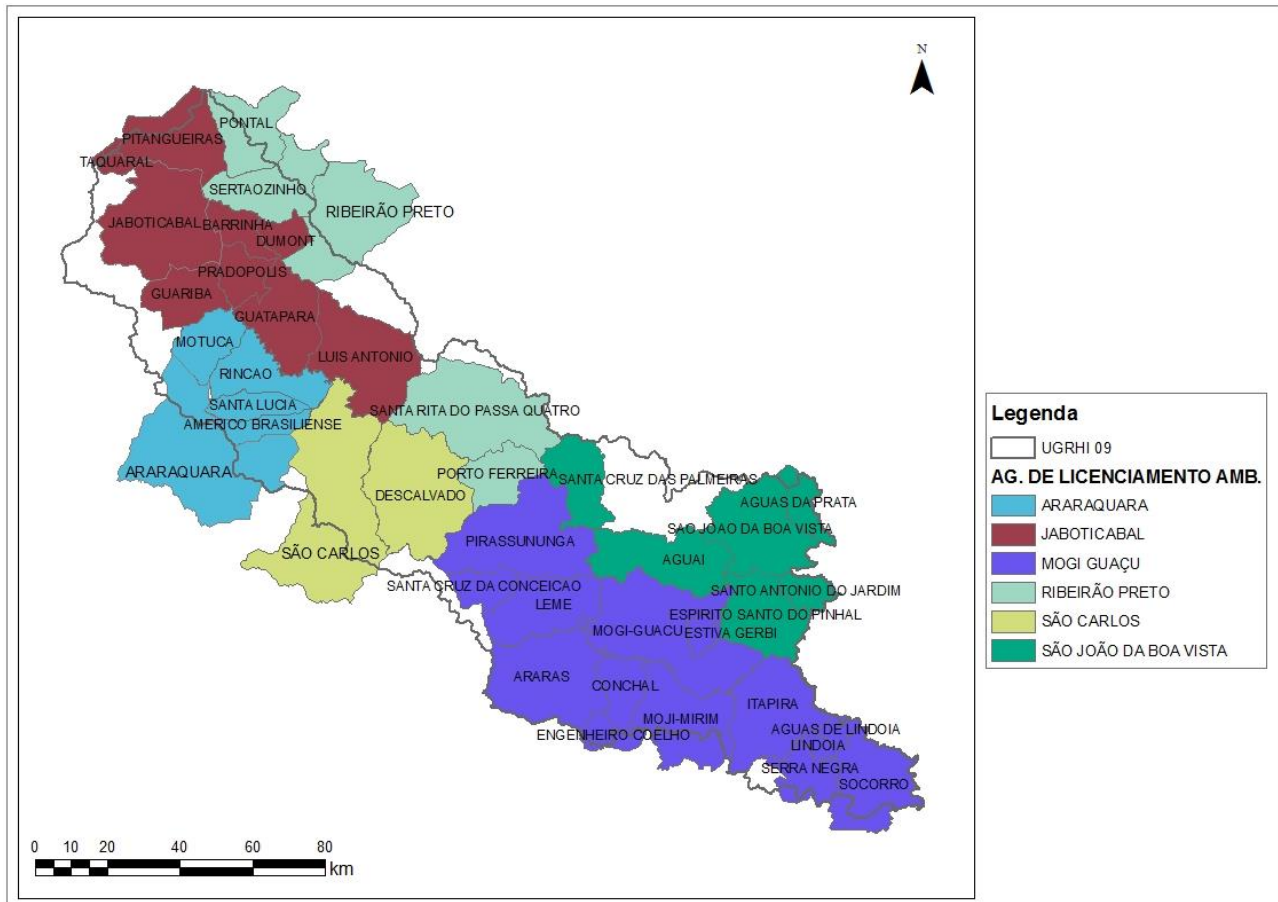 N
PONTAL
PITANGUEIRAS
TAQUARAL
SERTAOZINHO
RIBEIRÃO PRETO
JABOTICABAL
BARRINHA
DUMONT
PRADOPOLIS
GUARIBA
GUATAPARA
MOTUCA
LUIS ANTONIO
RINCAO
SANTA LUCIA
SANTA RITA DO PASSA QUATRO
AMERICO BRASILIENSE
ARARAQUARA
PORTO FERREIRA
SANTA CRUZ DAS PALMEIRAS
DESCALVADO
AGUAS DA PRATA
SAO JOÃO DA BOA VISTA
PIRASSUNUNGA
SÃO CARLOS
AGUAI
SANTA CRUZ DA CONCEICAO
SANTO ANTONIO DO JARDIM
LEME
ESPIRITO SANTO DO PINHAL
MOGI-GUACU
ESTIVA GERBI
ARARAS
CONCHAL
ITAPIRA
MOJI-MIRIM
AGUAS DE LINDOIA
ENGENHEIRO COELHO
LINDOIA
SERRA NEGRA
SOCORRO
0 5 10 20 40 60 80
km
Legenda
UGRHI 09
AG. DE LICENCIAMENTO AMB.
ARARAQUARA
JABOTICABAL
MOGI GUAÇU
RIBEIRÃO PRETO
SÃO CARLOS
SÃO JOÃO DA BOA VISTA